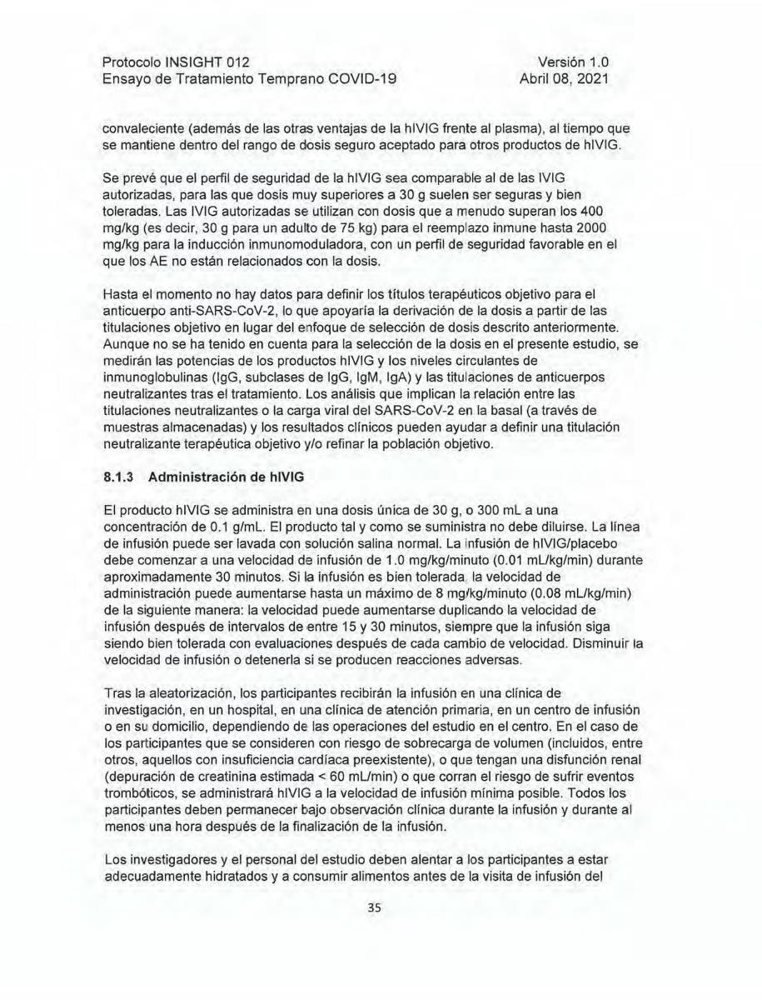 Protocolo INSIGHT 012 Versión 1.0
Ensayo de Tratamiento Temprano COVID-19 Abril 08, 2021
convaleciente (además de las otras ventajas de la hIVIG frente al plasma), al tiempo que
se mantiene dentro del rango de dosis seguro aceptado para otros productos de hIVIG.
Se prevé que el perfil de seguridad de la hIVIG sea comparable al de las IVIG
autorizadas, para las que dosis muy superiores a 30 g suelen ser seguras y bien
toleradas. Las IVIG autorizadas se utilizan con dosis que a menudo superan los 400
mg/kg (es decir, 30 g para un adulto de 75 kg) para el reemplazo inmune hasta 2000
mg/kg para la inducción inmunomoduladora, con un perfil de seguridad favorable en el
que los AE no están relacionados con la dosis.
Hasta el momento no hay datos para definir los títulos terapéuticos objetivo para el
anticuerpo anti-SARS-CoV-2, lo que apoyaría la derivación de la dosis a partir de las
titulaciones objetivo en lugar del enfoque de selección de dosis descrito anteriormente.
Aunque no se ha tenido en cuenta para la selección de la dosis en el presente estudio, se
medirán las potencias de los productos hIVIG y los niveles circulantes de
inmunoglobulinas (IgG, subclases de IgG, IgM, IgA) y las titulaciones de anticuerpos
neutralizantes tras el tratamiento. Los análisis que implican la relación entre las
titulaciones neutralizantes o la carga viral del SARS-CoV-2 en la basal (a través de
muestras almacenadas) y los resultados clínicos pueden ayudar a definir una titulación
neutralizante terapéutica objetivo y/o refinar la población objetivo.
8.1.3 Administración de hIVIG
El producto hIVIG se administra en una dosis única de 30 g, o 300 mL a una
concentración de 0.1 g/mL. El producto tal y como se suministra no debe diluirse. La línea
de infusión puede ser lavada con solución salina normal. La infusión de hIVIG/placebo
debe comenzar a una velocidad de infusión de 1.0 mg/kg/minuto (0.01 mL/kg/min) durante
aproximadamente 30 minutos. Si la infusión es bien tolerada, la velocidad de
administración puede aumentarse hasta un máximo de 8 mg/kg/minuto (0.08 mL/kg/min)
de la siguiente manera: la velocidad puede aumentarse duplicando la velocidad de
infusión después de intervalos de entre 15 y 30 minutos, siempre que la infusión siga
siendo bien tolerada con evaluaciones después de cada cambio de velocidad. Disminuir la
velocidad de infusión o detenerla si se producen reacciones adversas.
Tras la aleatorización, los participantes recibirán la infusión en una clínica de
investigación, en un hospital, en una clínica de atención primaria, en un centro de infusión
o en su domicilio, dependiendo de las operaciones del estudio en el centro. En el caso de
los participantes que se consideren con riesgo de sobrecarga de volumen (incluidos, entre
otros, aquellos con insuficiencia cardíaca preexistente), o que tengan una disfunción renal
(depuración de creatinina estimada < 60 mL/min) o que corran el riesgo de sufrir eventos
trombóticos, se administrará hIVIG a la velocidad de infusión mínima posible. Todos los
participantes deben permanecer bajo observación clínica durante la infusión y durante al
menos una hora después de la finalización de la infusión.
Los investigadores y el personal del estudio deben alentar a los participantes a estar
adecuadamente hidratados y a consumir alimentos antes de la visita de infusión del
35